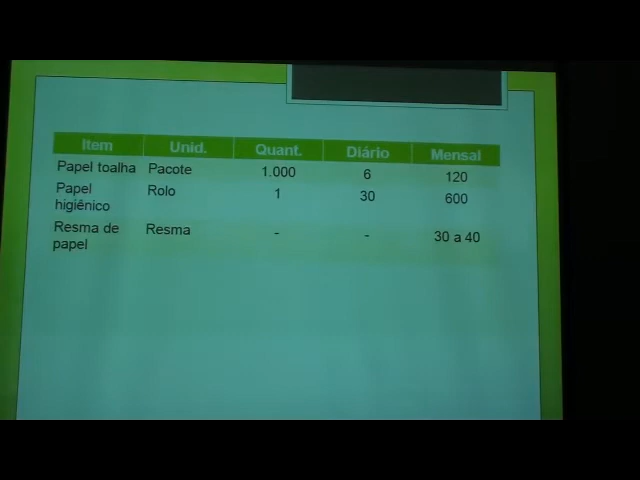 Item Unid. Quant. Diário Mensal
Papel toalha Pacote 1.000 6 120
Papel Rolo 1 30 600
higiênico
Resma de Resma - - 30 a 40
papel